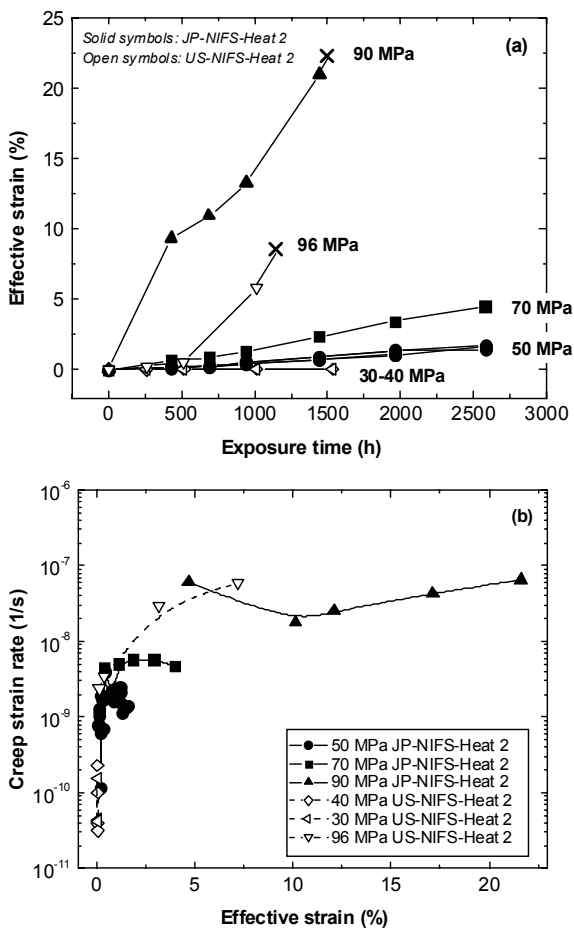 Solid symbols: JP-NIFS-Heat 2
Open symbols: US-NIFS-Heat 2
(a)
90 MPa
96 MPa
70 MPa
50 MPa
30-40 MPa
25
20
15
10
5
0
Effective strain (%)
0 500 1000 1500 2000 2500 3000
Exposure time (h)
(b)
10-6
10-7
10-8
10-9
10-10
10-11
Creep strain rate (1/s)
50 MPa JP-NIFS-Heat 2
70 MPa JP-NIFS-Heat 2
90 MPa JP-NIFS-Heat 2
40 MPa US-NIFS-Heat 2
30 MPa US-NIFS-Heat 2
96 MPa US-NIFS-Heat 2
0 5 10 15 20
Effective strain (%)